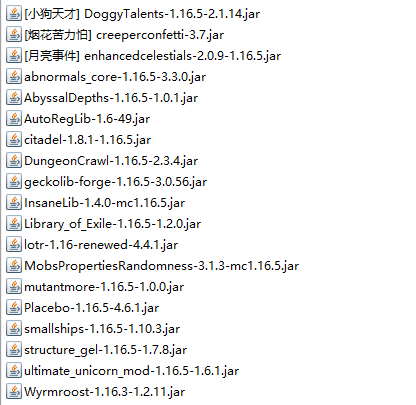 [小狗天才] DoggyTalents-1.16.5-2.1.14.jar
[烟花苦力怕] creeperconfetti-3.7.jar
[月亮事件] enhancedcelestials-2.0.9-1.16.5.jar
abnormals_core-1.16.5-3.3.0.jar
AbyssalDepths-1.16.5-1.0.1.jar
AutoRegLib-1.6-49.jar
citadel-1.8.1-1.16.5.jar
DungeonCrawl-1.16.5-2.3.4.jar
geckolib-forge-1.16.5-3.0.56.jar
InsaneLib-1.4.0-mc1.16.5.jar
Library_of_Exile-1.16.5-1.2.0.jar
lotr-1.16-renewed-4.4.1.jar
MobsPropertiesRandomness-3.1.3-mc1.16.5.jar
mutantmore-1.16.5-1.0.0.jar
Placebo-1.16.5-4.6.1.jar
smallships-1.16.5-1.10.3.jar
structure_gel-1.16.5-1.7.8.jar
ultimate_unicorn_mod-1.16.5-1.6.1.jar
Wyrmroost-1.16.3-1.2.11.jar